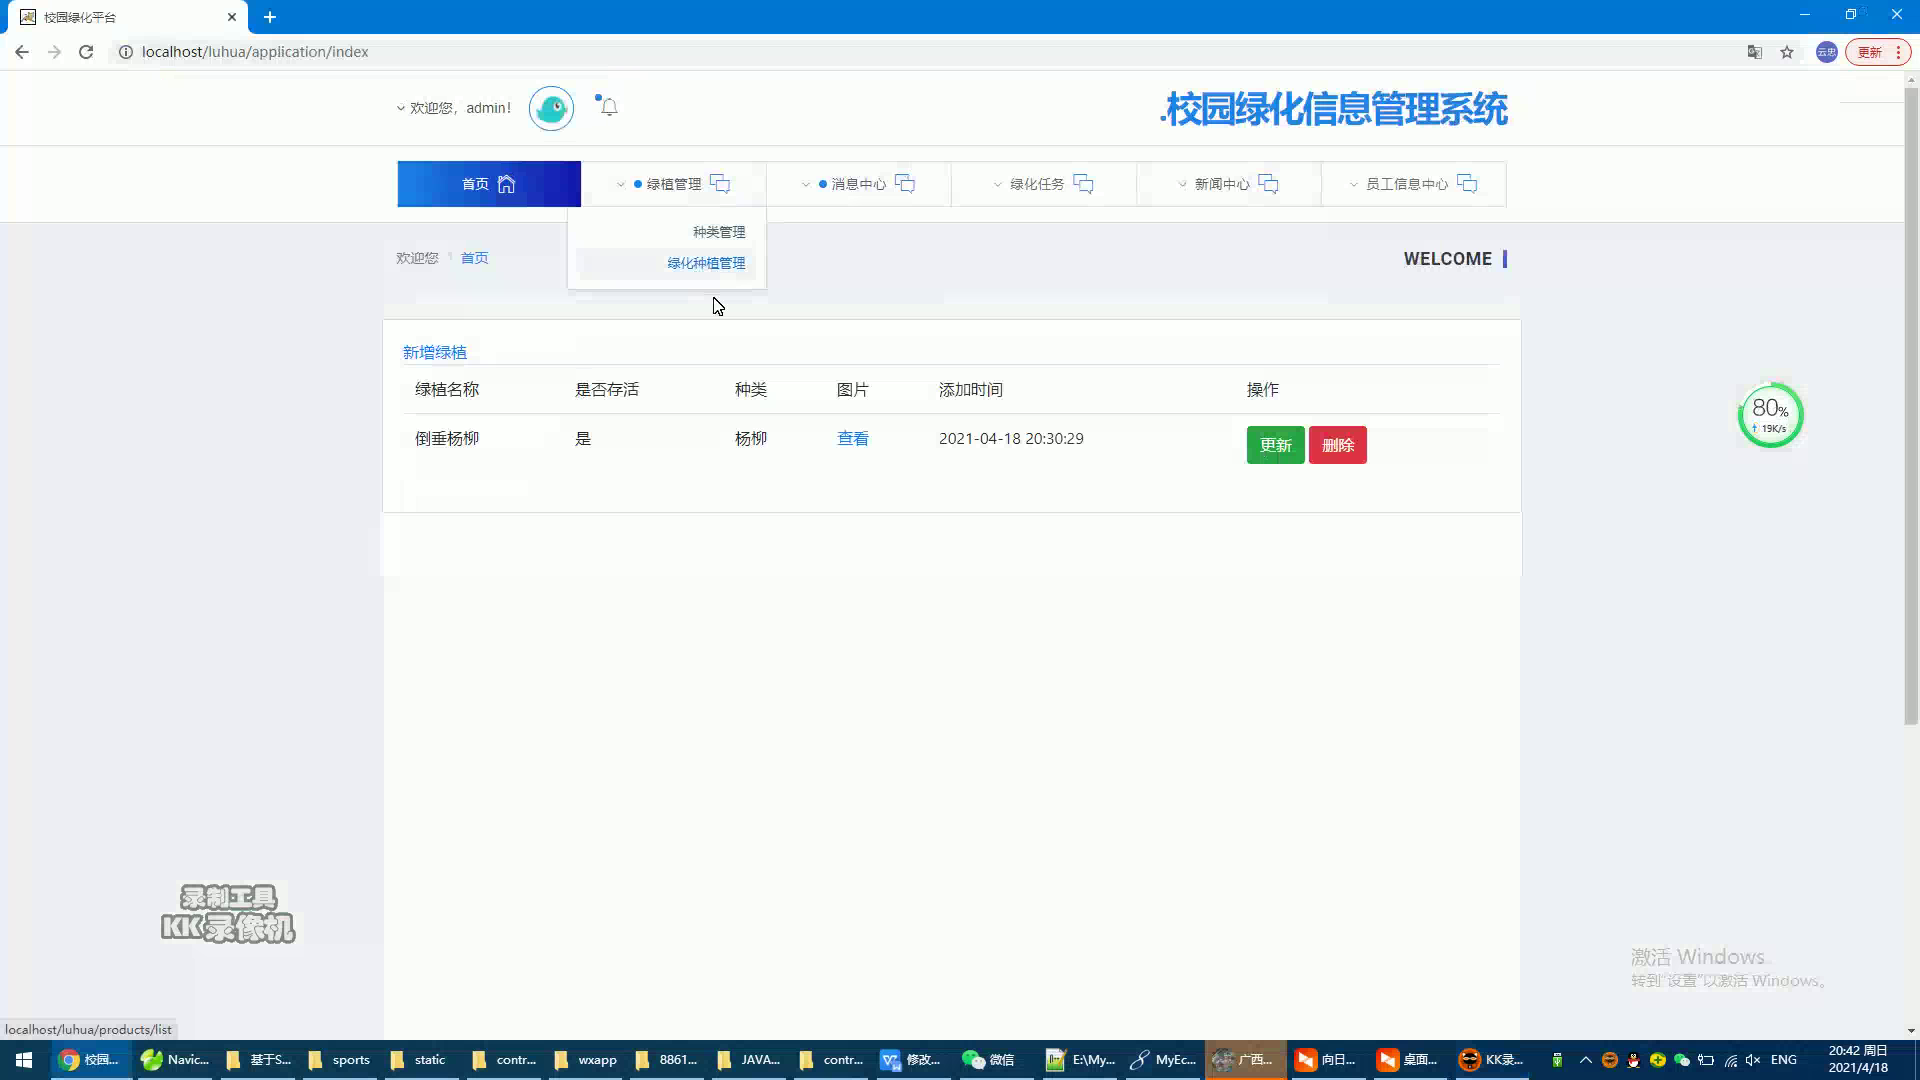 校园绿化平台
localhost/luhua/application/index
云忠
更新
欢迎您，admin!
.校园绿化信息管理系统
首页
绿植管理
消息中心
绿化任务
新闻中心
员工信息中心
种类管理
绿化种植管理
欢迎您
首页
WELCOME
新增绿植
绿植名称 是否存活 种类 图片 添加时间 操作
倒垂杨柳 是 杨柳 查看 2021-04-18 20:30:29 更新 删除
80%
19K/s
录制工具
KK录像机
激活 Windows
转到"设置"以激活 Windows。
localhost/luhua/products/list
校园...
Navic...
基于S...
sports
static
contr...
wxapp
8861...
JAVA...
contr...
修改...
微信
E:\My...
MyEc...
广西...
向日...
桌面...
KK录...
ENG
20:42 周日
2021/4/18